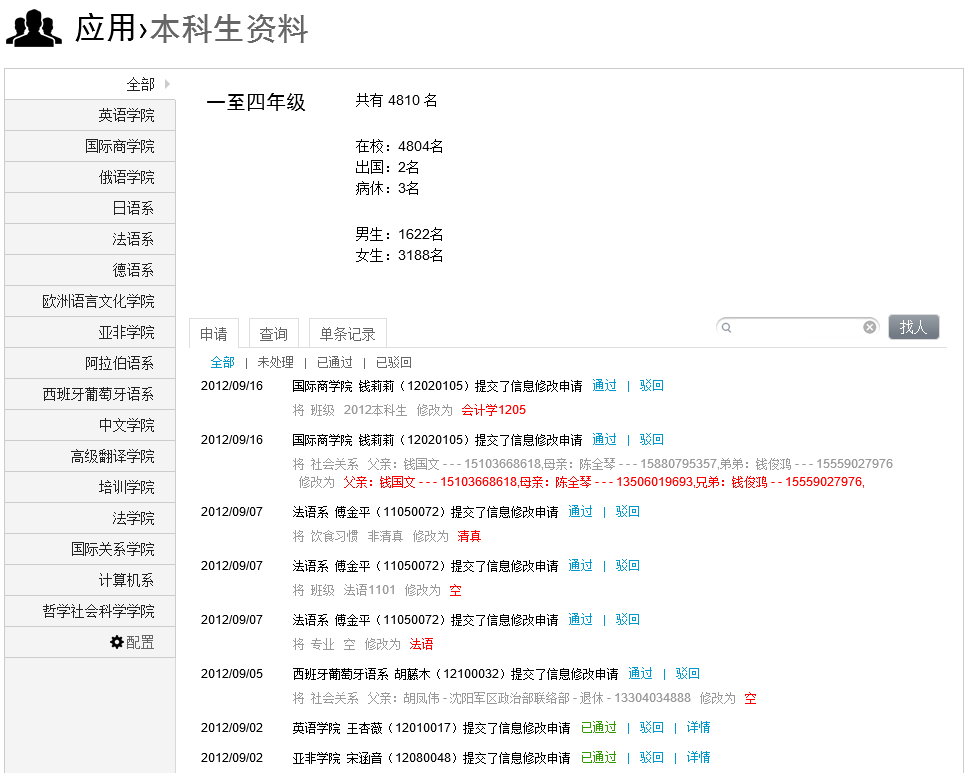 应用›本科生资料
全部
英语学院
国际商学院
俄语学院
日语系
法语系
德语系
欧洲语言文化学院
亚非学院
阿拉伯语系
西班牙葡萄牙语系
中文学院
高级翻译学院
培训学院
法学院
国际关系学院
计算机系
哲学社会科学学院
配置
一至四年级
共有 4810 名
在校：4804名
出国：2名
病休：3名
男生：1622名
女生：3188名
申请 查询 单条记录 找人
全部 | 未处理 | 已通过 | 已驳回
2012/09/16 国际商学院 钱莉莉（12020105）提交了信息修改申请 通过 | 驳回
将 班级 2012本科生 修改为 会计学1205
2012/09/16 国际商学院 钱莉莉（12020105）提交了信息修改申请 通过 | 驳回
将 社会关系 父亲：钱国文 - - - 15103668618,母亲：陈全琴 - - - 15880795357,弟弟：钱俊鸿 - - - 15559027976
修改为 父亲：钱国文 - - - 15103668618,母亲：陈全琴 - - - 13506019693,兄弟：钱俊鸿 - - 15559027976,
2012/09/07 法语系 傅金平（11050072）提交了信息修改申请 通过 | 驳回
将 饮食习惯 非清真 修改为 清真
2012/09/07 法语系 傅金平（11050072）提交了信息修改申请 通过 | 驳回
将 班级 法语1101 修改为 空
2012/09/07 法语系 傅金平（11050072）提交了信息修改申请 通过 | 驳回
将 专业 空 修改为 法语
2012/09/05 西班牙葡萄牙语系 胡藤木（12100032）提交了信息修改申请 通过 | 驳回
将 社会关系 父亲：胡凤伟 - 沈阳军区政治部联络部 - 退休 - 13304034888 修改为 空
2012/09/02 英语学院 王杏薇（12010017）提交了信息修改申请 已通过 | 驳回 | 详情
2012/09/02 亚非学院 宋涵音（12080048）提交了信息修改申请 已通过 | 驳回 | 详情